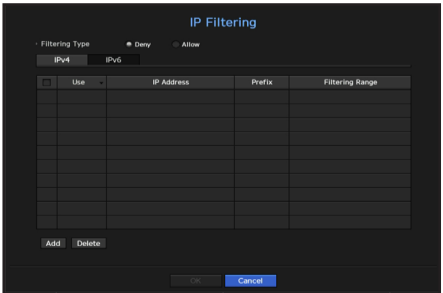 IP Filtering
· Filtering Type Deny Allow
IPv4 IPv6
Use IP Address Prefix Filtering Range
Add Delete
OK Cancel